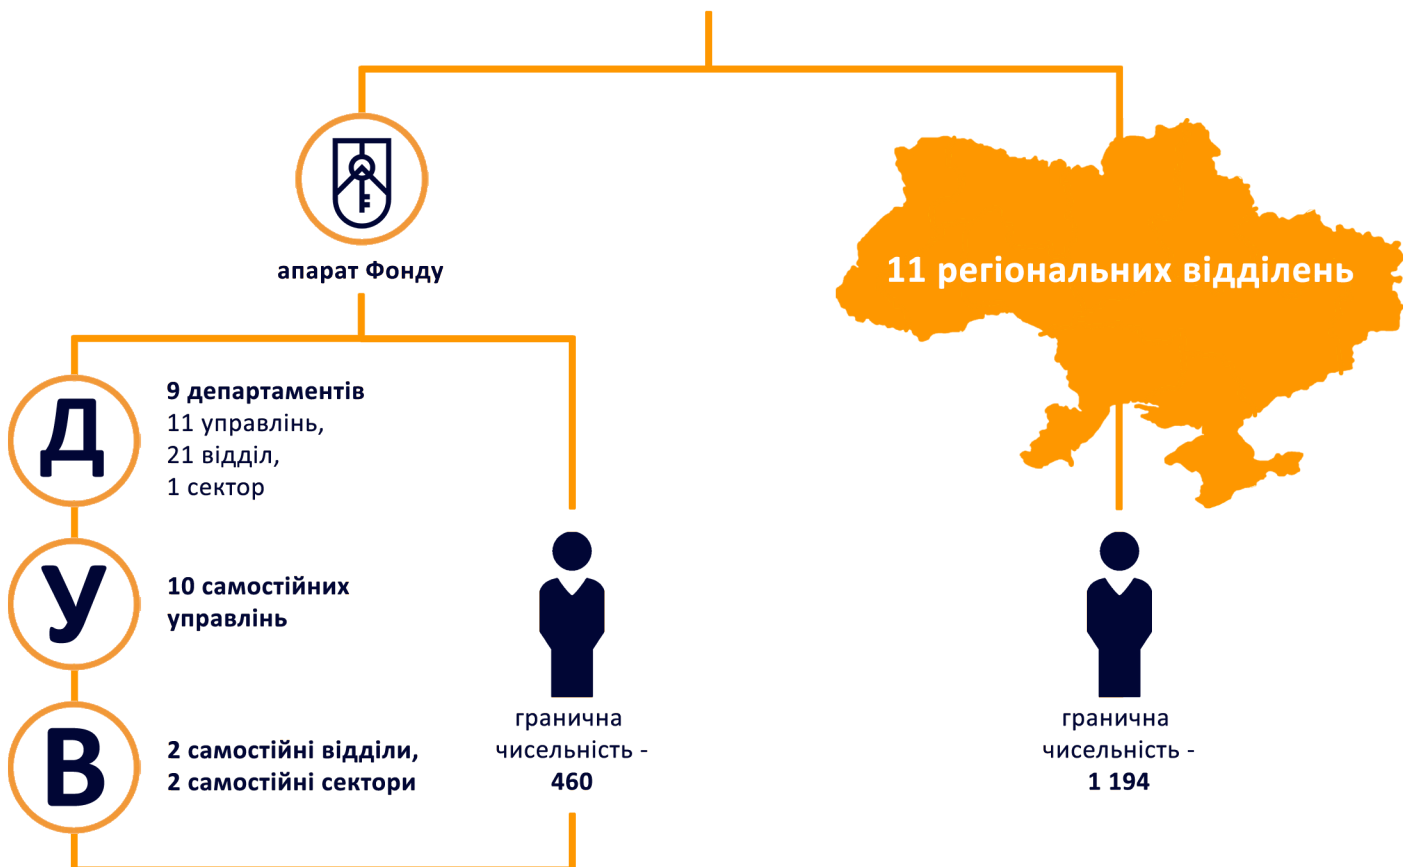 апарат Фонду
11 регіональних відділень
Д
9 департаментів
11 управлінь,
21 відділ,
1 сектор
У
10 самостійних
управлінь
В
2 самостійні відділи,
2 самостійні сектори
гранична
чисельність -
460
гранична
чисельність -
1 194